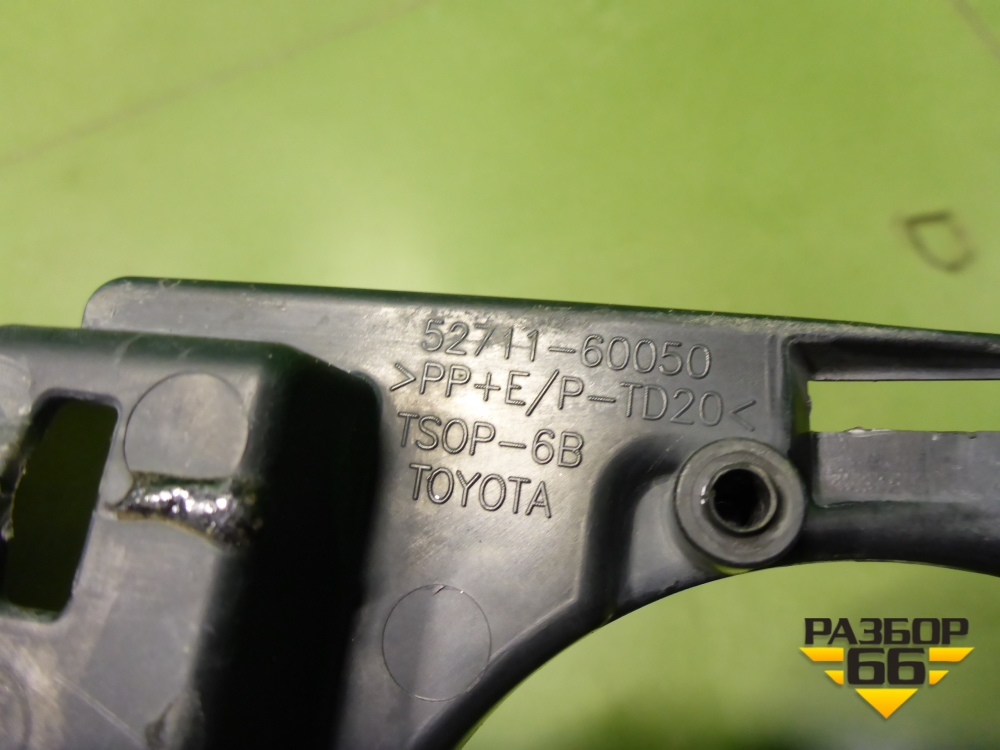 52711-60050
>PP+E/P-TD20<
TSOP-6B
TOYOTA
РАЗБОР
66